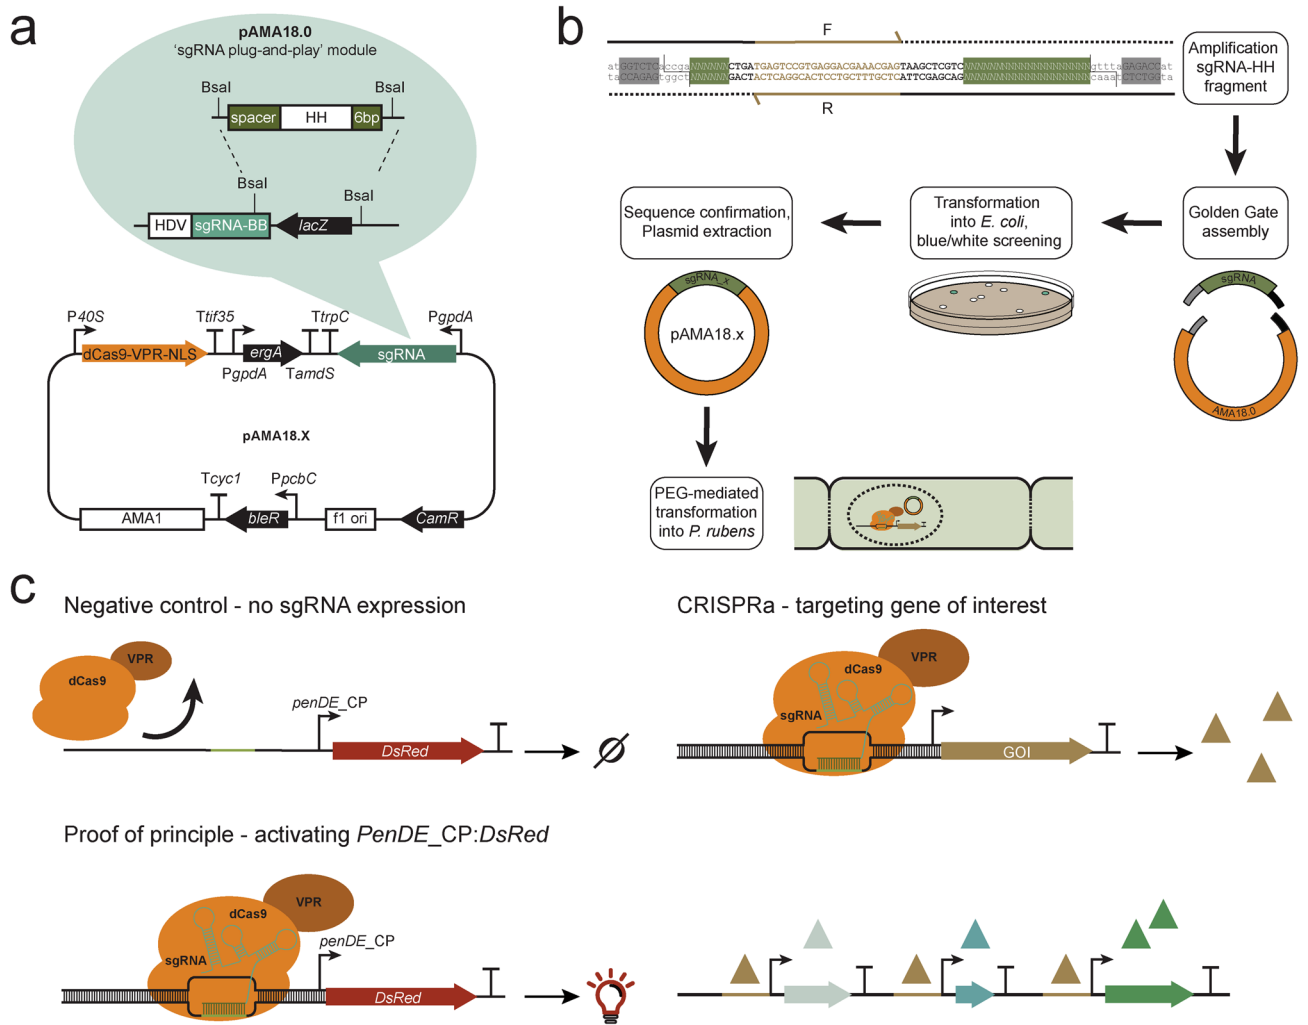 a
pAMA18.0
‘sgRNA plug-and-play’ module
BsaI
BsaI
spacer
HH
6bp
BsaI
BsaI
HDV
sgRNA-BB
lacZ
P40S
Ttif35
TtrpC
PgpdA
dCas9-VPR-NLS
ergA
sgRNA
PgpdA
TamdS
pAMA18.X
Tcyc1
PpcbC
AMA1
bleR
f1 ori
CamR
b
F
atGGTCTCaccgaNNNNNNCTGATGAGTCCGTGAGGACGAAACGAGTAAGCTCGTCNNNNNNNNNNNNNNNNNNNNgtttaGAGACCat
R
Amplification
sgRNA-HH
fragment
Golden Gate
assembly
sgRNA
AMA18.0
Transformation
into E. coli,
blue/white screening
Sequence confirmation,
Plasmid extraction
sgRNA_x
pAMA18.x
PEG-mediated
transformation
into P. rubens
c
Negative control - no sgRNA expression
VPR
dCas9
penDE_CP
DsRed
CRISPRa - targeting gene of interest
VPR
dCas9
sgRNA
GOI
Proof of principle - activating PenDE_CP:DsRed
VPR
dCas9
sgRNA
penDE_CP
DsRed